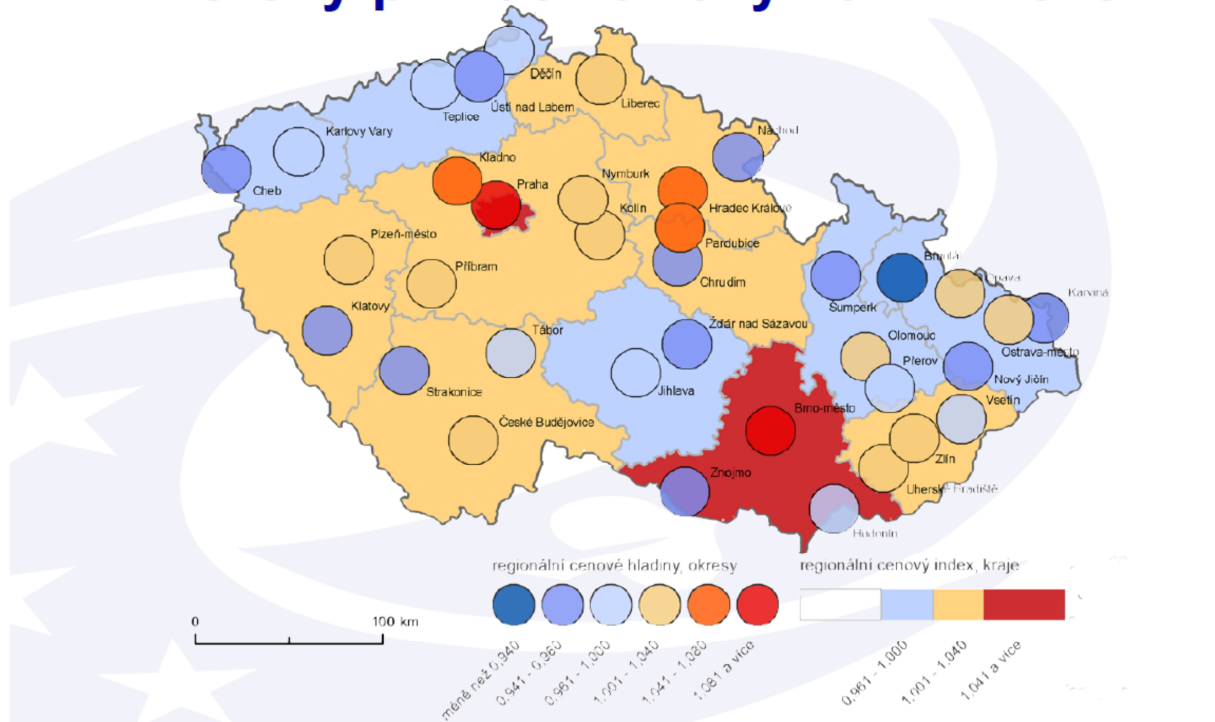 Děčín
Liberec
Ústí nad Labem
Teplice
Náchod
Karlovy Vary
Kladno
Nymburk
Praha
Cheb
Kolín
Hradec Králové
Plzeň-město
Pardubice
Příbram
Chrudim
Bruntál
Opava
Karviná
Klatovy
Šumperk
Tábor
Žďár nad Sázavou
Olomouc
Ostrava-město
Přerov
Nový Jičín
Strakonice
Jihlava
Vsetín
Brno-město
České Budějovice
Zlín
Znojmo
Uherské Hradiště
Hodonín
regionální cenové hladiny, okresy
regionální cenový index, kraje
0
100 km
méně než 0,940
0.941 - 0,960
0.961 - 1.000
1.001 - 1.040
1.041 - 1.080
1.081 a více
0.961 - 1.000
1.001 - 1.040
1.041 a více